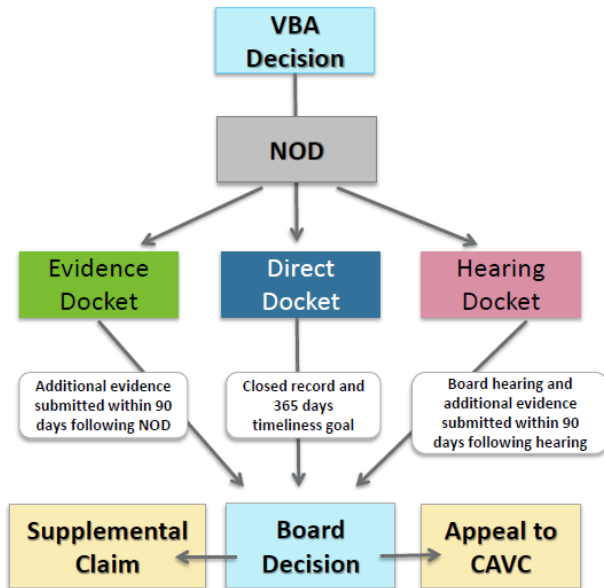 VBA
Decision
NOD
Evidence
Docket
Direct
Docket
Hearing
Docket
Additional evidence
submitted within 90
days following NOD
Closed record and
365 days
timeliness goal
Board hearing and
additional evidence
submitted within 90
days following hearing
Supplemental
Claim
Board
Decision
Appeal to
CAVC